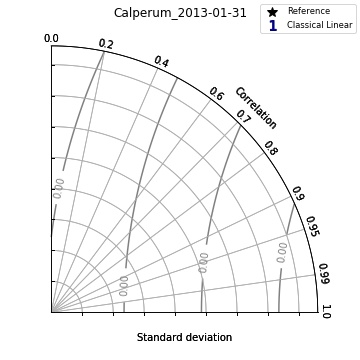 Calperum_2013-01-31
Reference
1 Classical Linear
0.0
0.2
0.4
0.6
0.7
0.8
0.9
0.95
0.99
1.0
Correlation
0.00
0.00
0.00
0.00
Standard deviation